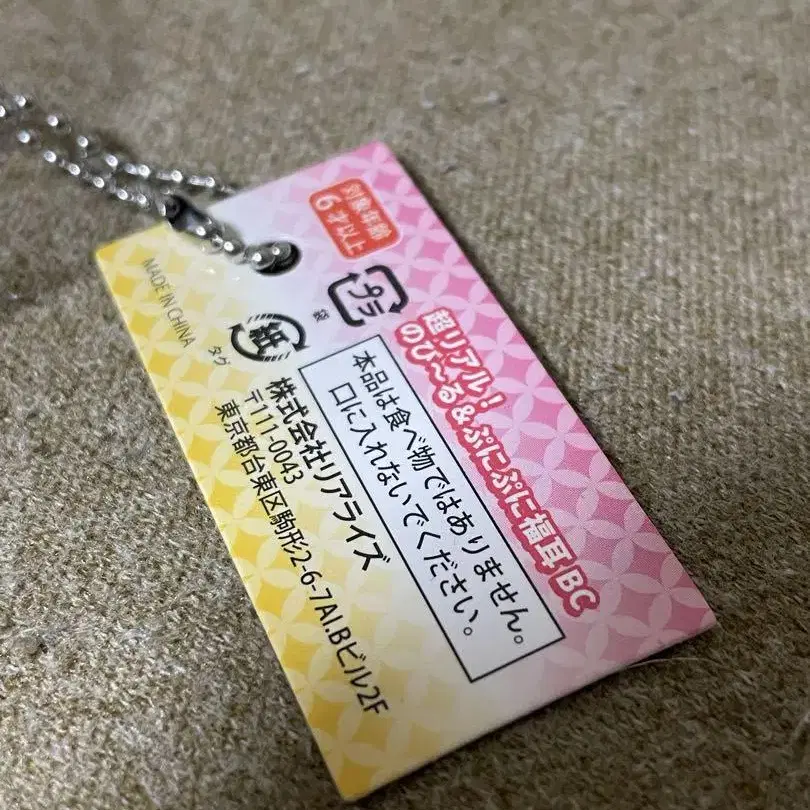 対象年齢
6才以上
プラ
袋
超リアル!
のび~る&ぷにぷに福耳 BC
本品は食べ物ではありません。
口に入れないでください。
紙
タグ
株式会社リアライズ
〒111-0043
東京都台東区駒形2-6-7AI.Bビル2F
MADE IN CHINA